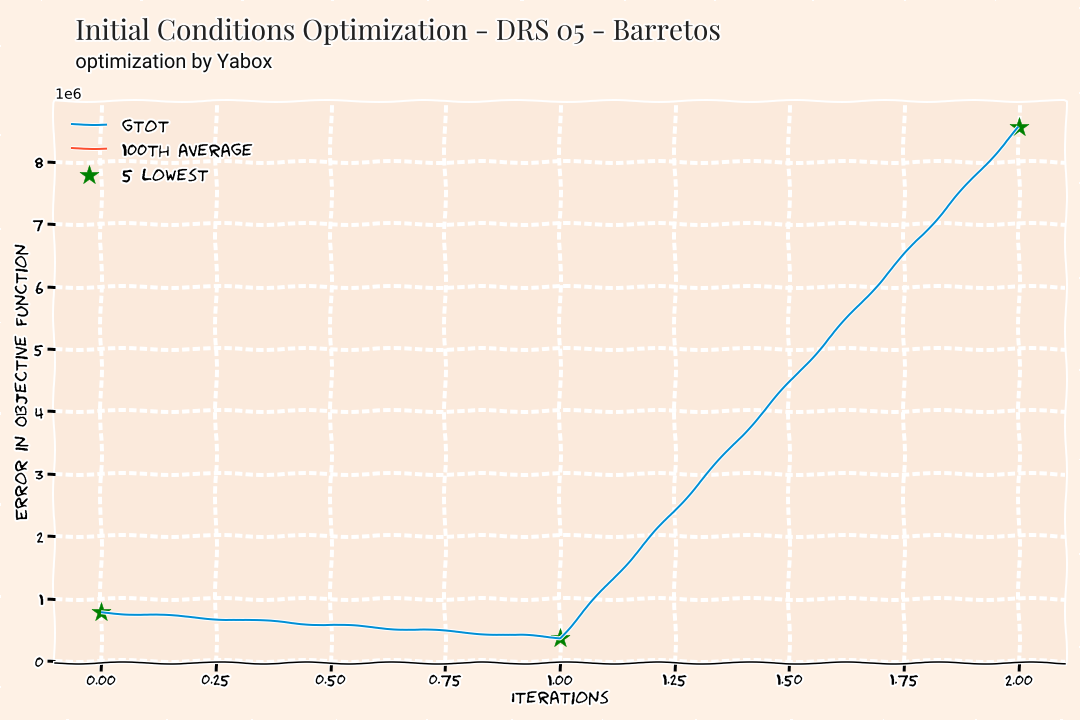 Initial Conditions Optimization - DRS 05 - Barretos
optimization by Yabox
1e6
GTOT
100TH AVERAGE
5 LOWEST
8
7
6
5
4
3
2
1
0
ERROR IN OBJECTIVE FUNCTION
0.00 0.25 0.50 0.75 1.00 1.25 1.50 1.75 2.00
ITERATIONS